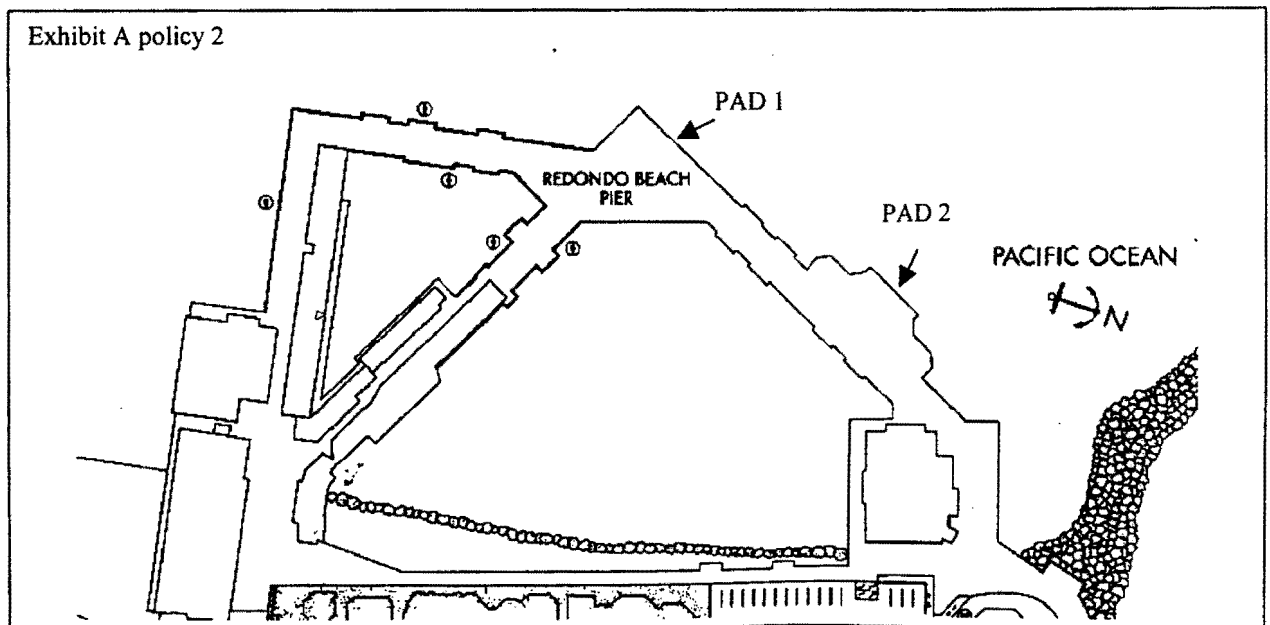 Exhibit A policy 2
PAD 1
REDONDO BEACH
PIER
PAD 2
PACIFIC OCEAN
N